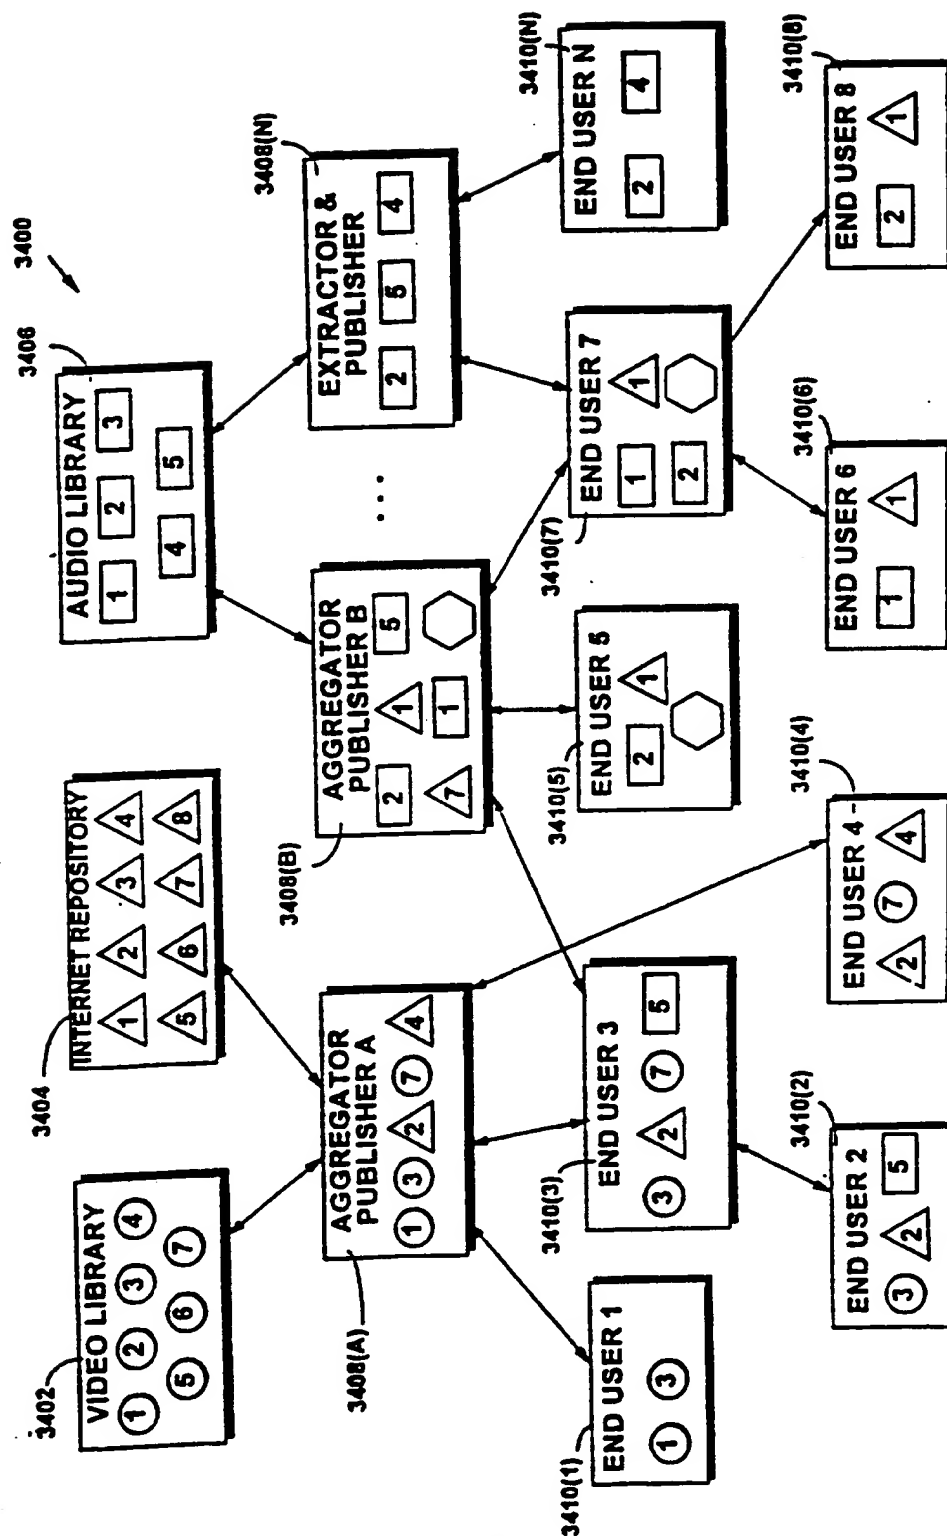 3400
3402
VIDEO LIBRARY
1 2 3 4
5 6 7
3404
INTERNET REPOSITORY
1 2 3 4
5 6 7 8
3406
AUDIO LIBRARY
1 2 3
4 5
3408(A)
AGGREGATOR
PUBLISHER A
1 3 2 7 4
3408(B)
AGGREGATOR
PUBLISHER B
2 1 5
7 1
...
3408(N)
EXTRACTOR &
PUBLISHER
2 5 4
3410(1)
END USER 1
1 3
3410(3)
END USER 3
3 2 7 5
3410(5)
END USER 5
2 1
3410(7)
END USER 7
1 1
2
3410(N)
END USER N
2 4
3410(2)
END USER 2
3 2 5
3410(4)
END USER 4
2 7 4
3410(6)
END USER 6
1 1
3410(8)
END USER 8
2 1